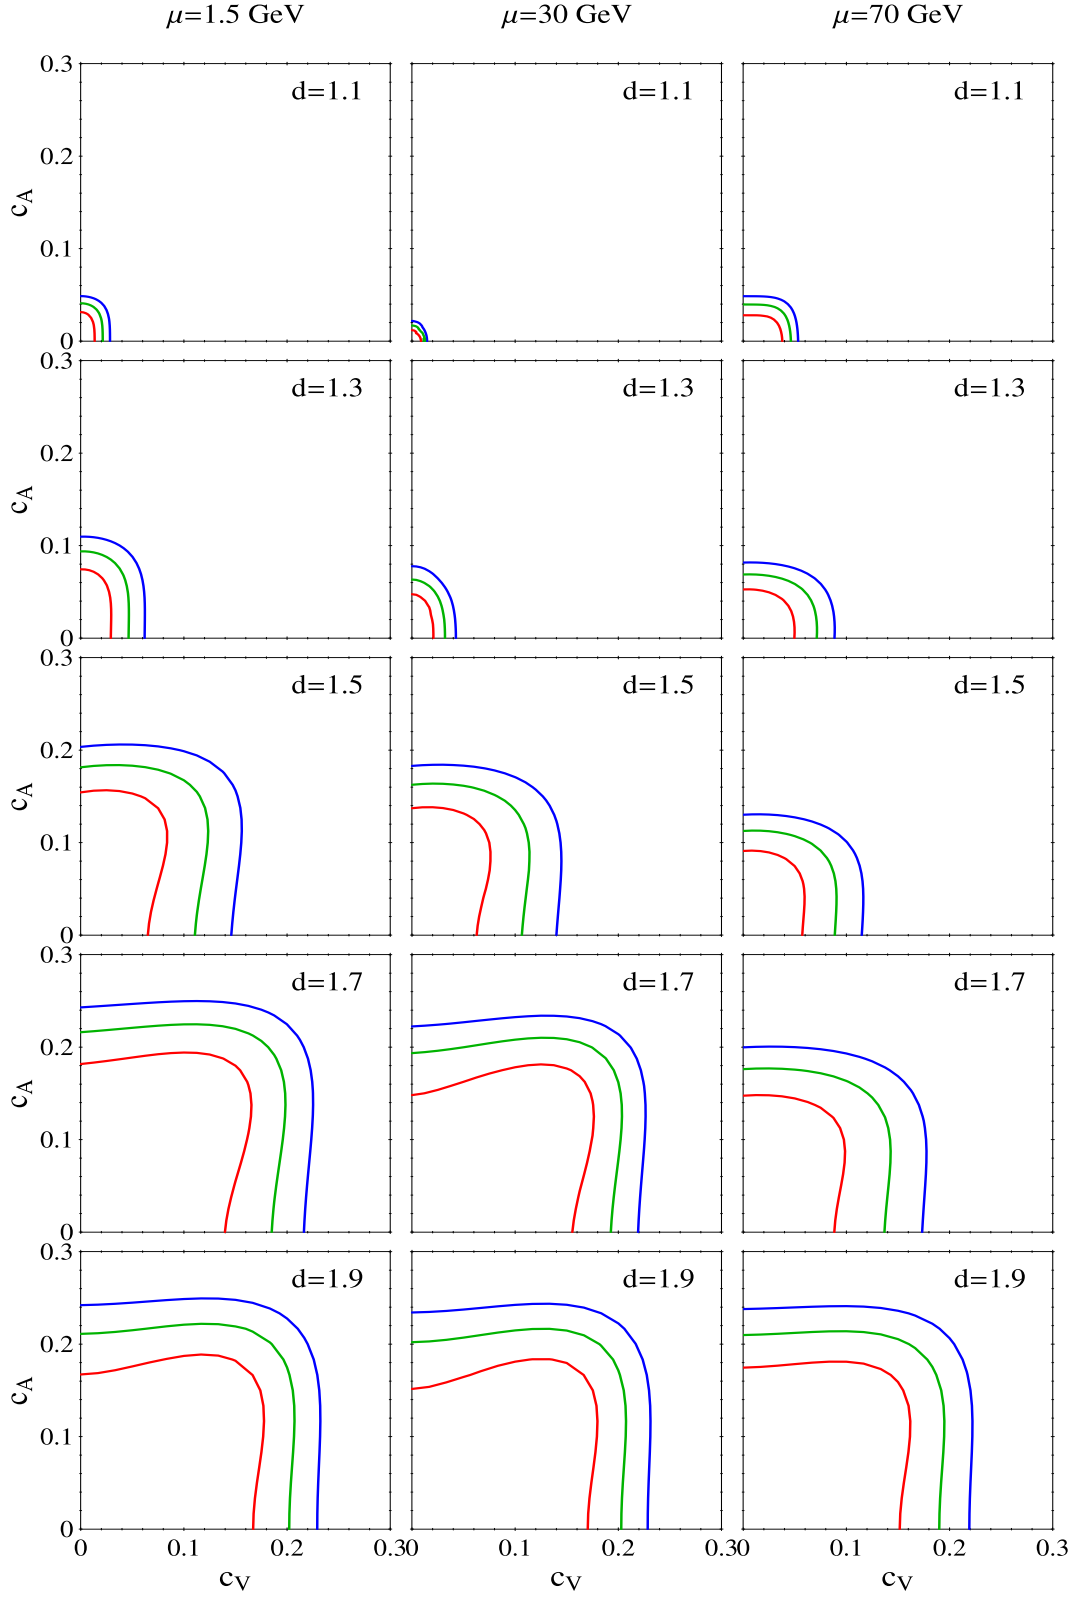 μ=1.5 GeV μ=30 GeV μ=70 GeV
0.3 d=1.1 d=1.1 d=1.1
0.2
c_A
0.1
0
0.3 d=1.3 d=1.3 d=1.3
0.2
c_A
0.1
0
0.3 d=1.5 d=1.5 d=1.5
0.2
c_A
0.1
0
0.3 d=1.7 d=1.7 d=1.7
0.2
c_A
0.1
0
0.3 d=1.9 d=1.9 d=1.9
0.2
c_A
0.1
0
0 0.1 0.2 0.30 0.1 0.2 0.30 0.1 0.2 0.3
c_V c_V c_V